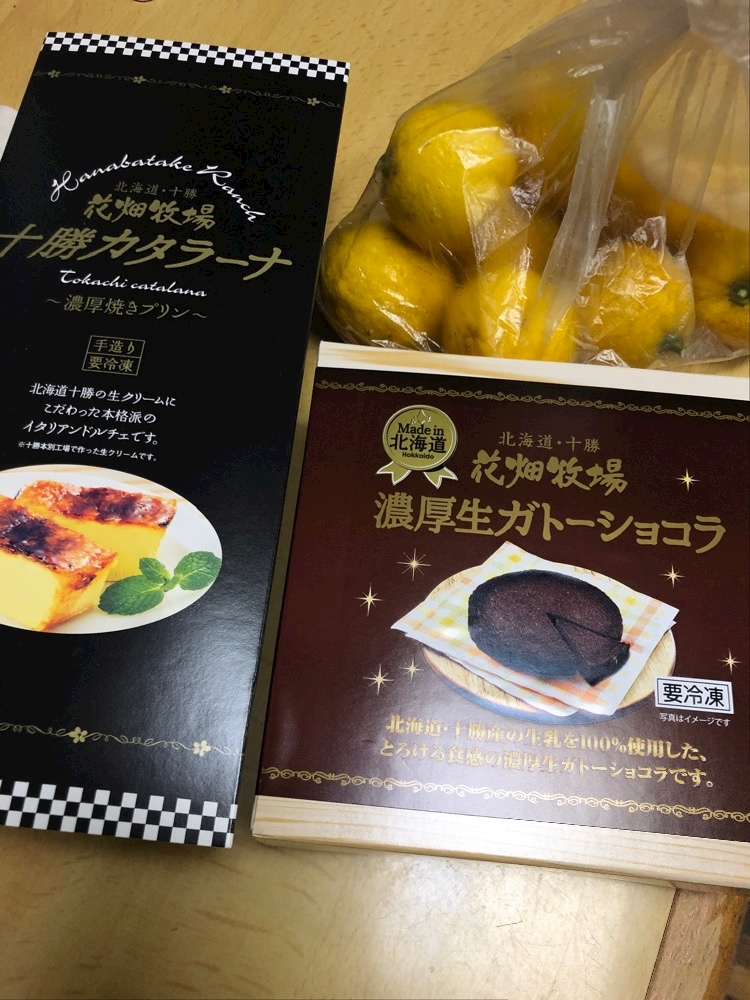 Hanabatake Ranch
北海道・十勝
花畑牧場
十勝カタラーナ
Tokachi catalana
～濃厚焼きプリン～
手造り
要冷凍
北海道十勝の生クリームに
こだわった本格派の
イタリアンドルチェです。
※十勝本別工場で作った生クリームです。
Made in
北海道
Hokkaido
北海道・十勝
花畑牧場
濃厚生ガトーショコラ
要冷凍
写真はイメージです
北海道・十勝産の生乳を100%使用した、
とろける食感の濃厚生ガトーショコラです。